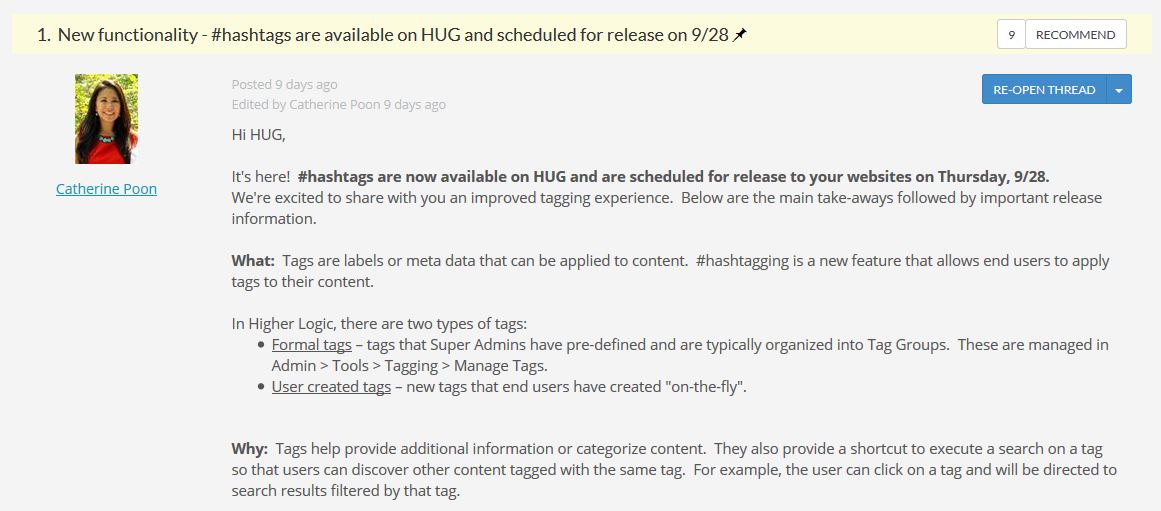 1. New functionality - #hashtags are available on HUG and scheduled for release on 9/28
9 RECOMMEND
Posted 9 days ago
Edited by Catherine Poon 9 days ago
RE-OPEN THREAD
Catherine Poon
Hi HUG,
It's here!  #hashtags are now available on HUG and are scheduled for release to your websites on Thursday, 9/28.
We're excited to share with you an improved tagging experience.  Below are the main take-aways followed by important release
information.
What:  Tags are labels or meta data that can be applied to content.  #hashtagging is a new feature that allows end users to apply
tags to their content.
In Higher Logic, there are two types of tags:
• Formal tags – tags that Super Admins have pre-defined and are typically organized into Tag Groups.  These are managed in
Admin > Tools > Tagging > Manage Tags.
• User created tags – new tags that end users have created "on-the-fly".
Why:  Tags help provide additional information or categorize content.  They also provide a shortcut to execute a search on a tag
so that users can discover other content tagged with the same tag.  For example, the user can click on a tag and will be directed to
search results filtered by that tag.